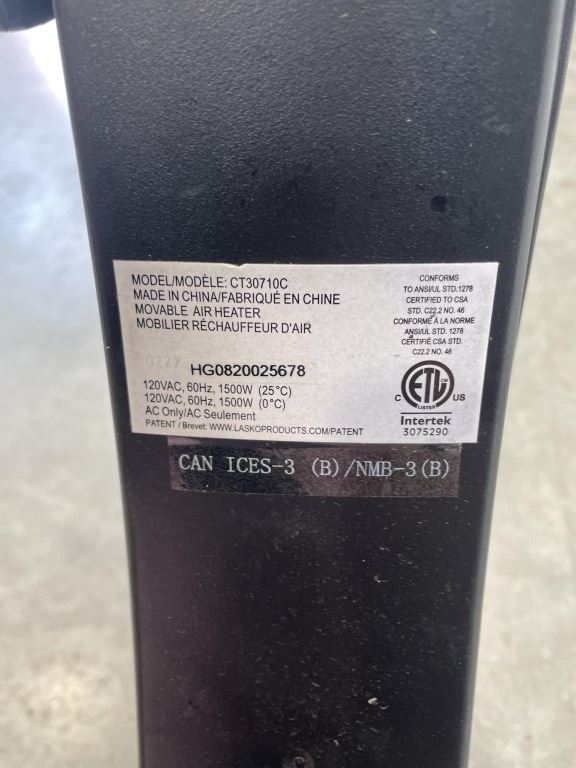 MODEL/MODÈLE: CT30710C
MADE IN CHINA/FABRIQUÉ EN CHINE
MOVABLE AIR HEATER
MOBILIER RÉCHAUFFEUR D'AIR
HG0820025678
120VAC, 60Hz, 1500W (25°C)
120VAC, 60Hz, 1500W (0°C)
AC Only/AC Seulement
PATENT / Brevet: WWW.LASKOPRODUCTS.COM/PATENT
CONFORMS
TO ANSI/UL STD.1278
CERTIFIED TO CSA
STD. C22.2 NO. 46
CONFORME À LA NORME
ANSI/UL STD. 1278
CERTIFIÉ CSA STD.
C22.2 NO. 46
C ETL US
LISTED
Intertek
3075290
CAN ICES-3 (B)/NMB-3(B)